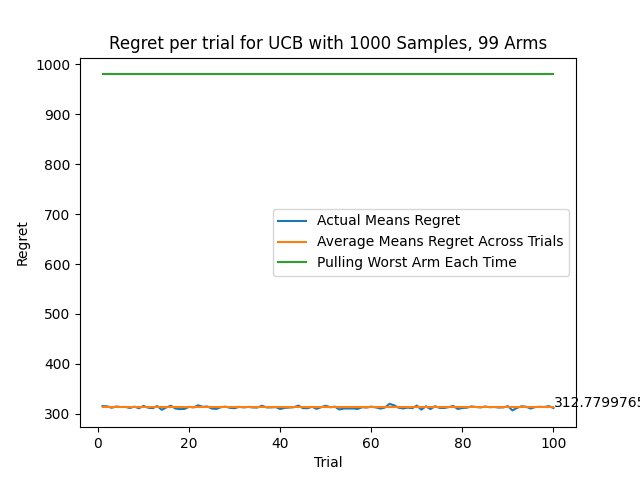 Regret per trial for UCB with 1000 Samples, 99 Arms
1000
900
800
700
600
500
400
300
Regret
Actual Means Regret
Average Means Regret Across Trials
Pulling Worst Arm Each Time
312.7799765
0
20
40
60
80
100
Trial